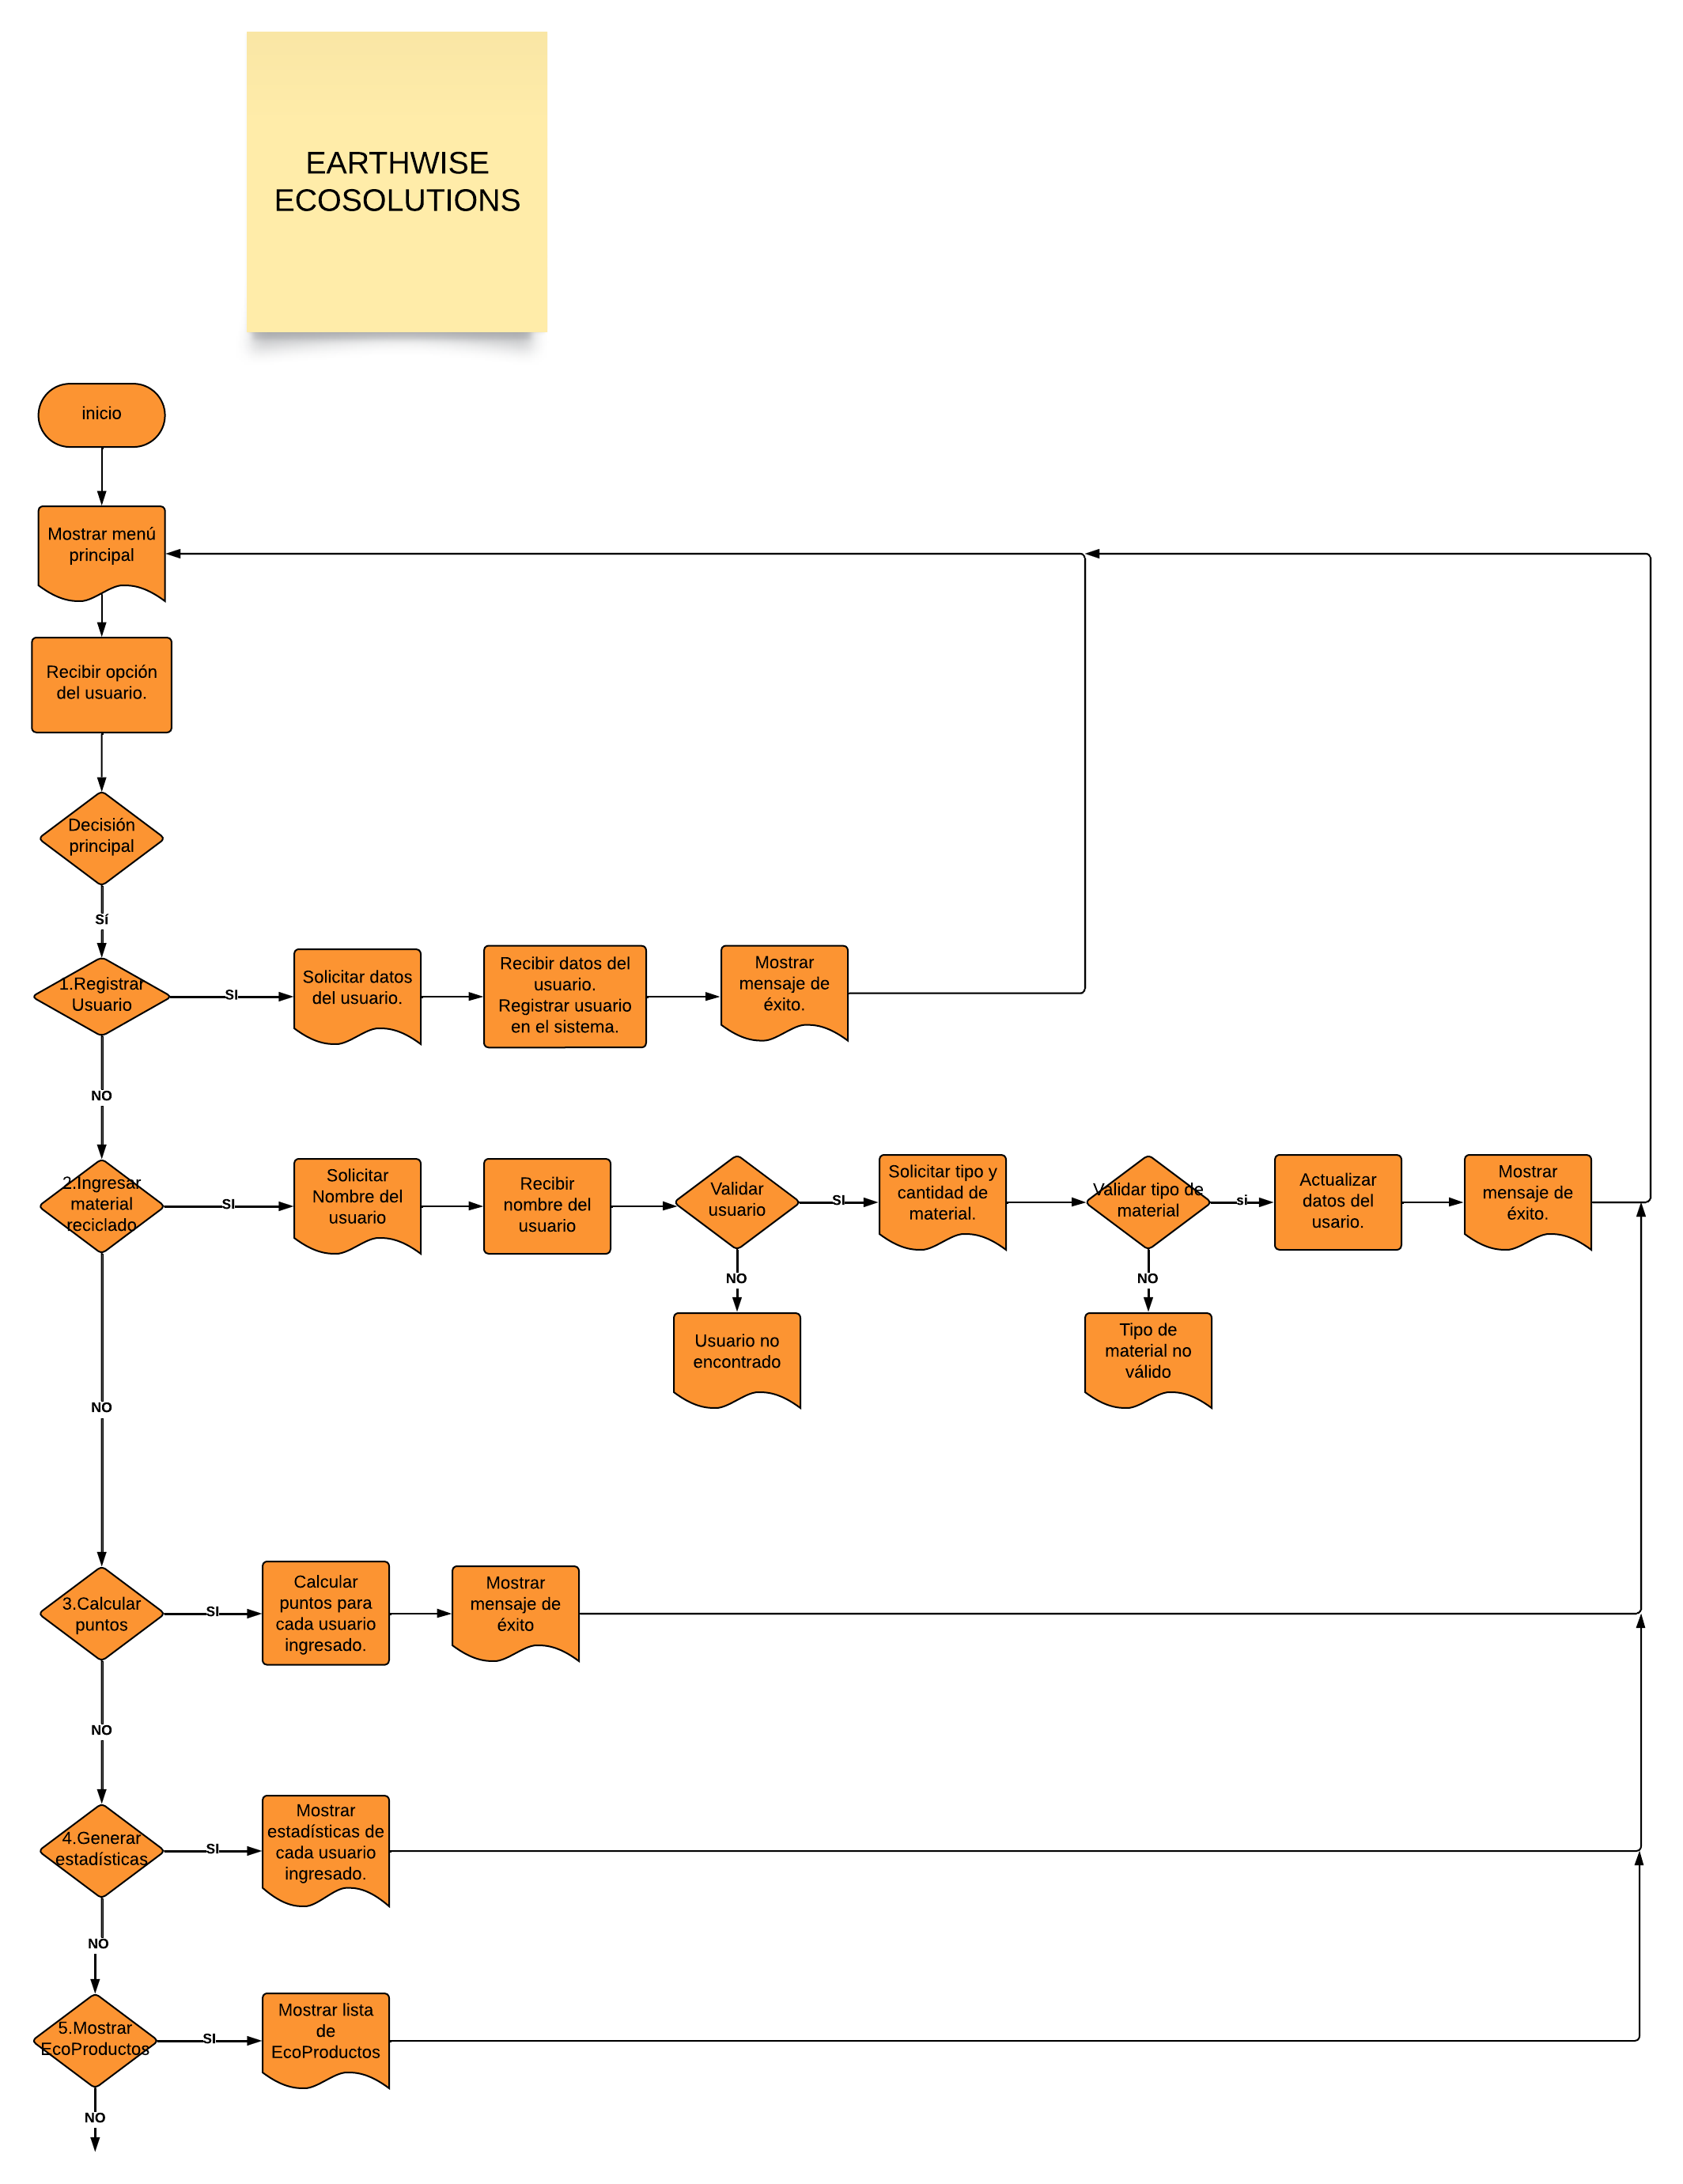 EARTHWISE
ECOSOLUTIONS
inicio
Mostrar menú
principal
Recibir opción
del usuario.
Decisión
principal
Sí
1.Registrar
Usuario
SI
Solicitar datos
del usuario.
Recibir datos del
usuario.
Registrar usuario
en el sistema.
Mostrar
mensaje de
éxito.
NO
2.Ingresar
material
reciclado
SI
Solicitar
Nombre del
usuario
Recibir
nombre del
usuario
Validar
usuario
SI
Solicitar tipo y
cantidad de
material.
Validar tipo de
material
si
Actualizar
datos del
usario.
Mostrar
mensaje de
éxito.
NO
Usuario no
encontrado
NO
Tipo de
material no
válido
NO
3.Calcular
puntos
SI
Calcular
puntos para
cada usuario
ingresado.
Mostrar
mensaje de
éxito
NO
4.Generar
estadísticas
SI
Mostrar
estadísticas de
cada usuario
ingresado.
NO
5.Mostrar
EcoProductos
SI
Mostrar lista
de
EcoProductos
NO